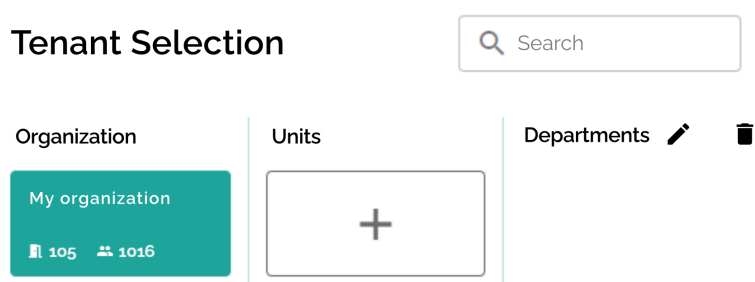 Tenant Selection
Search
Organization
Units
Departments
My organization
105 1016